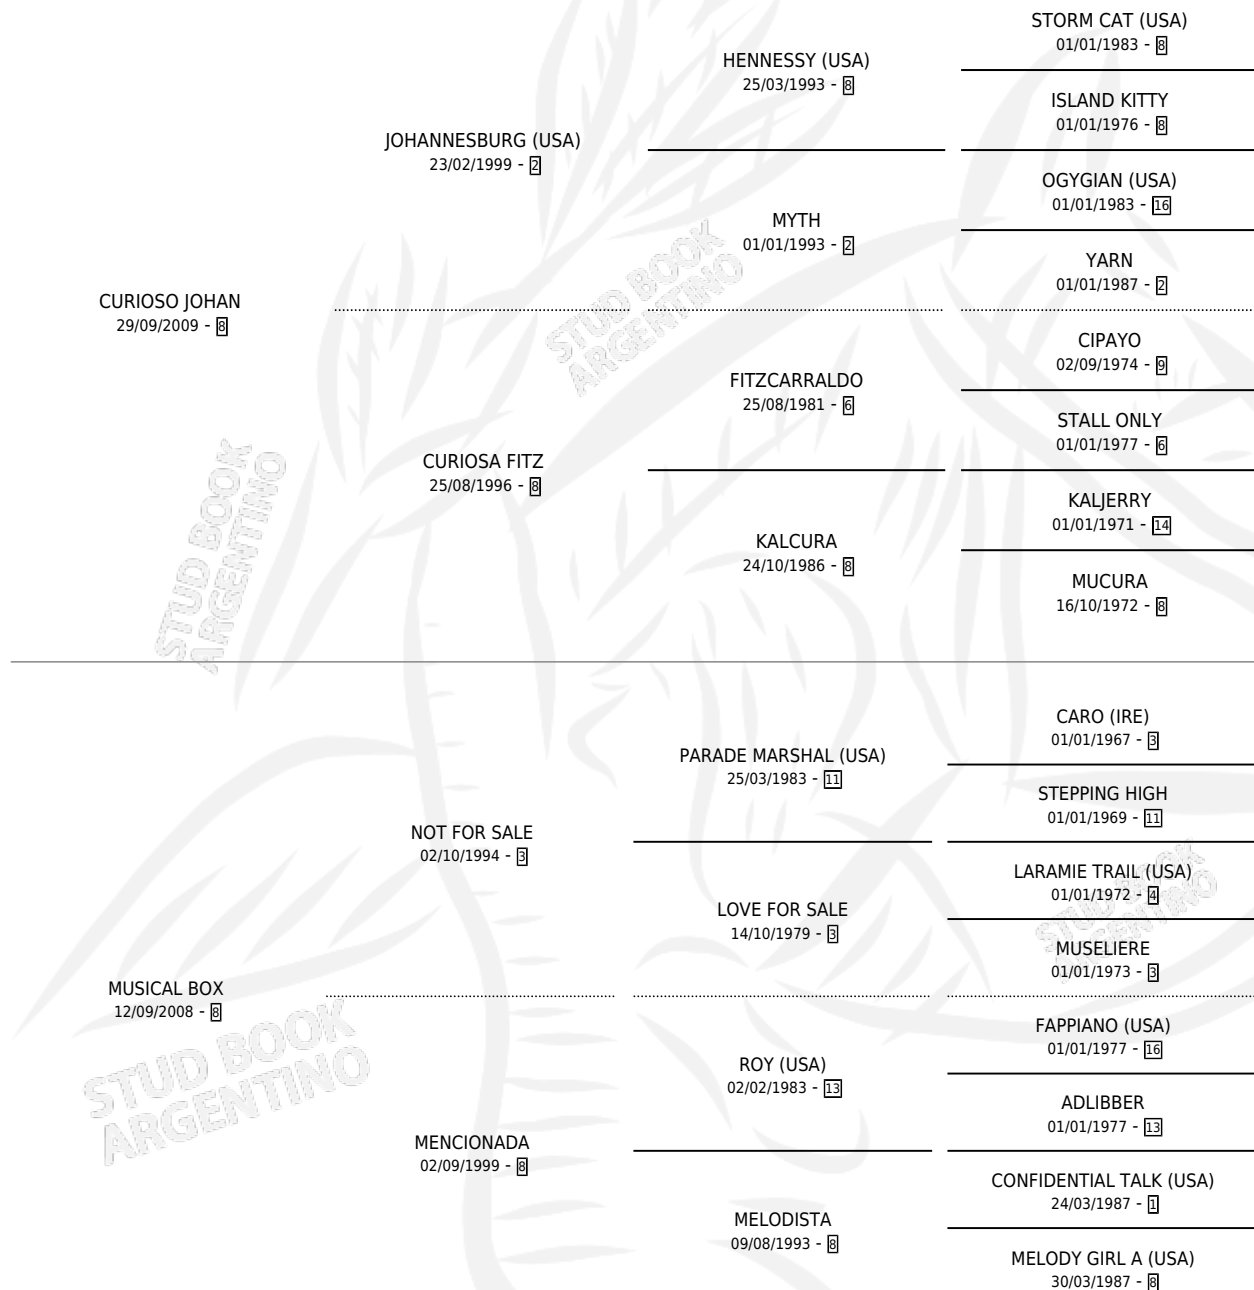 STORM CAT (USA)
01/01/1983 - 8
HENNESSY (USA)
25/03/1993 - 8
ISLAND KITTY
01/01/1976 - 8
JOHANNESBURG (USA)
23/02/1999 - 2
OGYGIAN (USA)
01/01/1983 - 16
MYTH
01/01/1993 - 2
YARN
01/01/1987 - 2
CURIOSO JOHAN
29/09/2009 - 8
CIPAYO
02/09/1974 - 9
FITZCARRALDO
25/08/1981 - 6
STALL ONLY
01/01/1977 - 6
CURIOSA FITZ
25/08/1996 - 8
KALJERRY
01/01/1971 - 14
KALCURA
24/10/1986 - 8
MUCURA
16/10/1972 - 8
CARO (IRE)
01/01/1967 - 3
PARADE MARSHAL (USA)
25/03/1983 - 11
STEPPING HIGH
01/01/1969 - 11
NOT FOR SALE
02/10/1994 - 3
LARAMIE TRAIL (USA)
01/01/1972 - 4
LOVE FOR SALE
14/10/1979 - 3
MUSELIERE
01/01/1973 - 3
MUSICAL BOX
12/09/2008 - 8
FAPPIANO (USA)
01/01/1977 - 16
ROY (USA)
02/02/1983 - 13
ADLIBBER
01/01/1977 - 13
MENCIONADA
02/09/1999 - 8
CONFIDENTIAL TALK (USA)
24/03/1987 - 1
MELODISTA
09/08/1993 - 8
MELODY GIRL A (USA)
30/03/1987 - 8
STUD BOOK
ARGENTINO
STUD BOOK
ARGENTINO
STUD BOOK
ARGENTINO
STUD BOOK
ARGENTINO